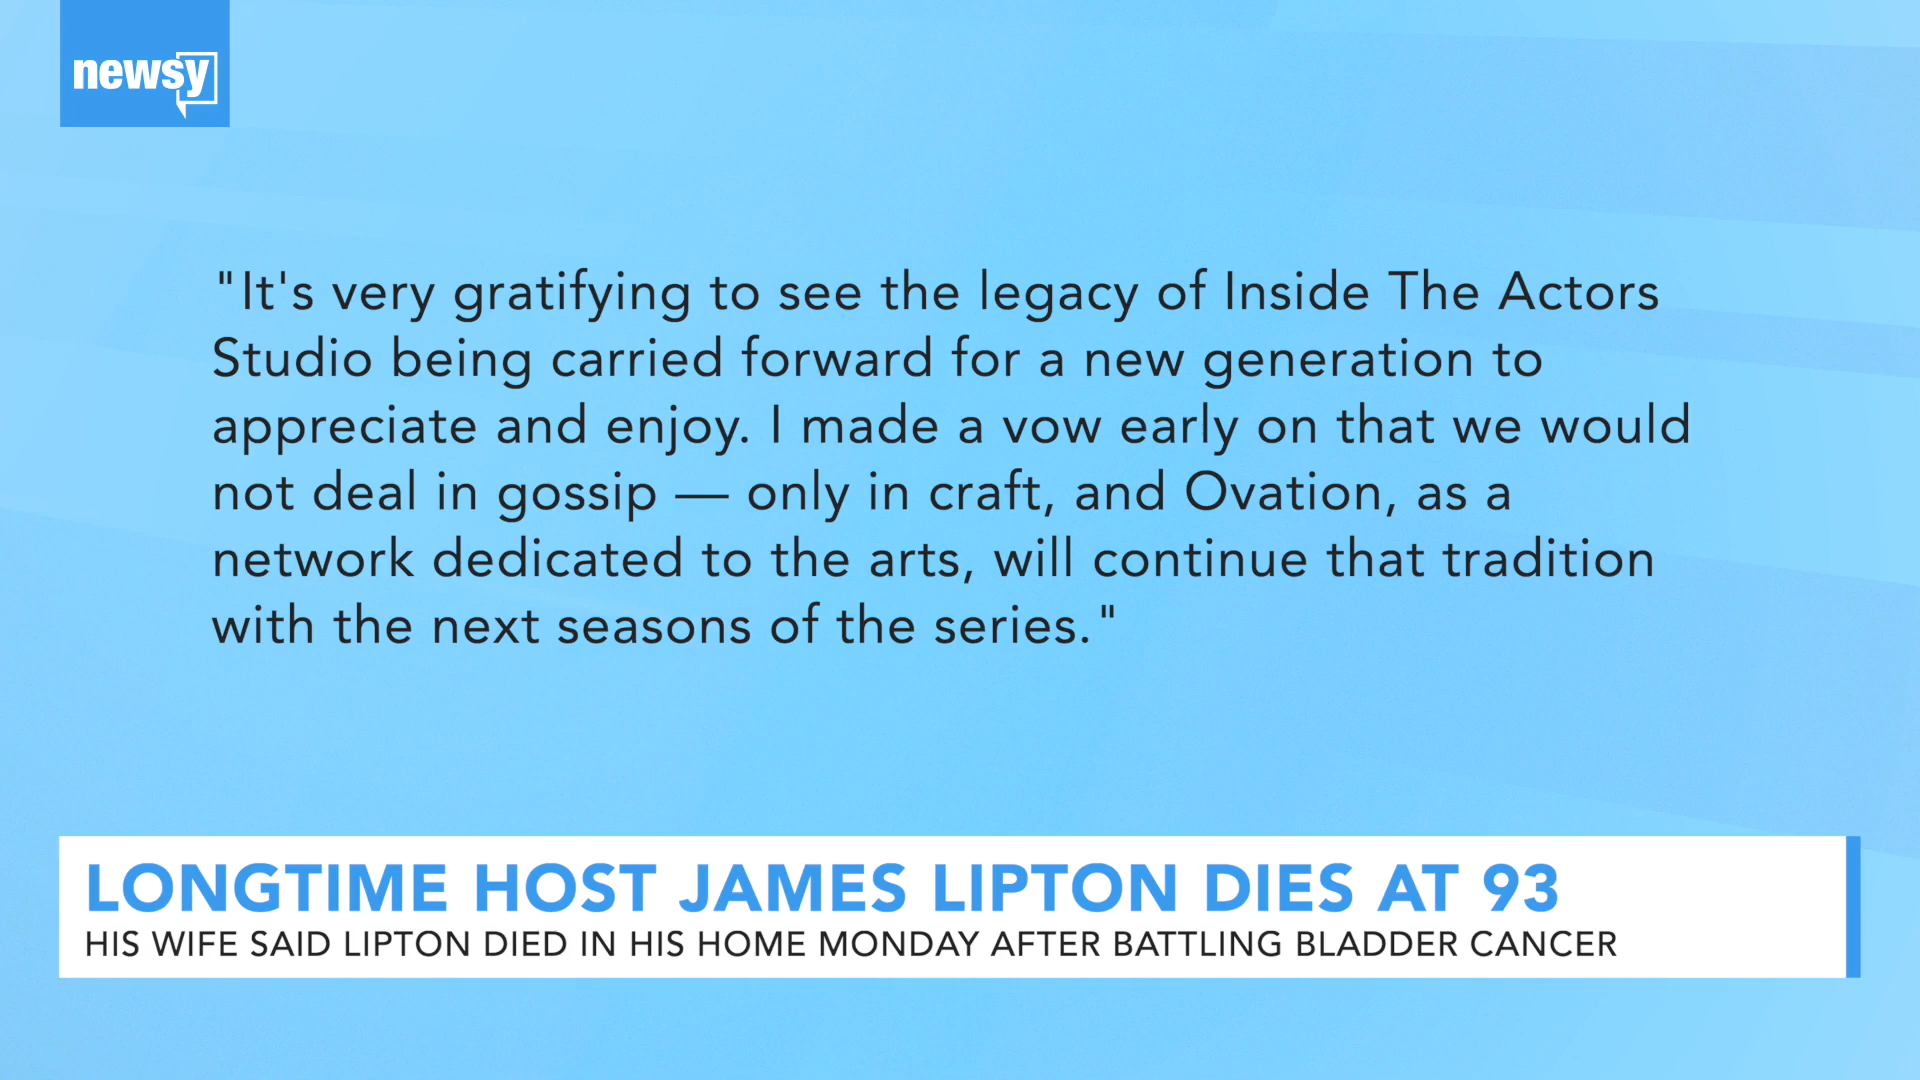 newsy
"It's very gratifying to see the legacy of Inside The Actors
Studio being carried forward for a new generation to
appreciate and enjoy. I made a vow early on that we would
not deal in gossip — only in craft, and Ovation, as a
network dedicated to the arts, will continue that tradition
with the next seasons of the series."
LONGTIME HOST JAMES LIPTON DIES AT 93
HIS WIFE SAID LIPTON DIED IN HIS HOME MONDAY AFTER BATTLING BLADDER CANCER